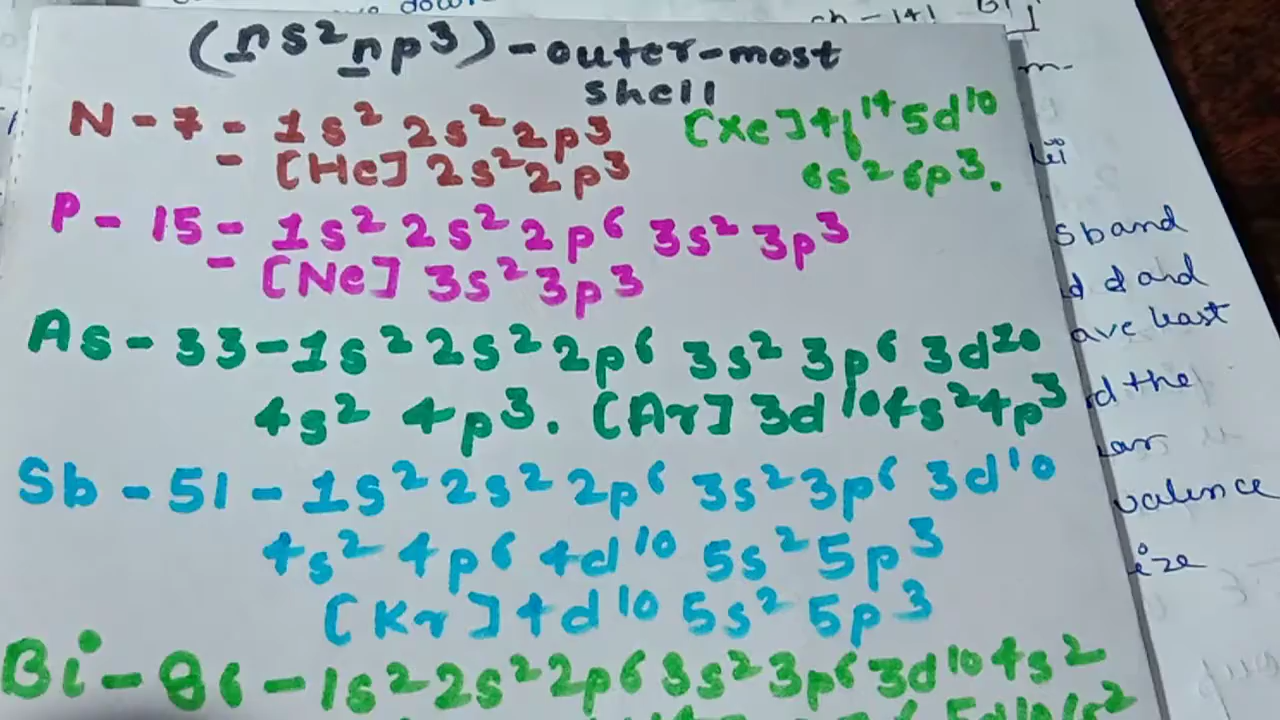 (ns²np³)-outer-most
shell
N - 7 - 1s² 2s² 2p³
- [He] 2s² 2p³
[Xe]4f¹⁴ 5d¹⁰
6s² 6p³.
P - 15 - 1s² 2s² 2p⁶ 3s² 3p³
- [Ne] 3s² 3p³
As - 33 - 1s² 2s² 2p⁶ 3s² 3p⁶ 3d¹⁰
4s² 4p³. [Ar] 3d¹⁰ 4s² 4p³
Sb - 51 - 1s² 2s² 2p⁶ 3s² 3p⁶ 3d¹⁰
4s² 4p⁶ 4d¹⁰ 5s² 5p³
[Kr] 4d¹⁰ 5s² 5p³
Bi - 86 - 1s² 2s² 2p⁶ 3s² 3p⁶ 3d¹⁰ 4s²
s band
d and
ave least
d the
valence
ize